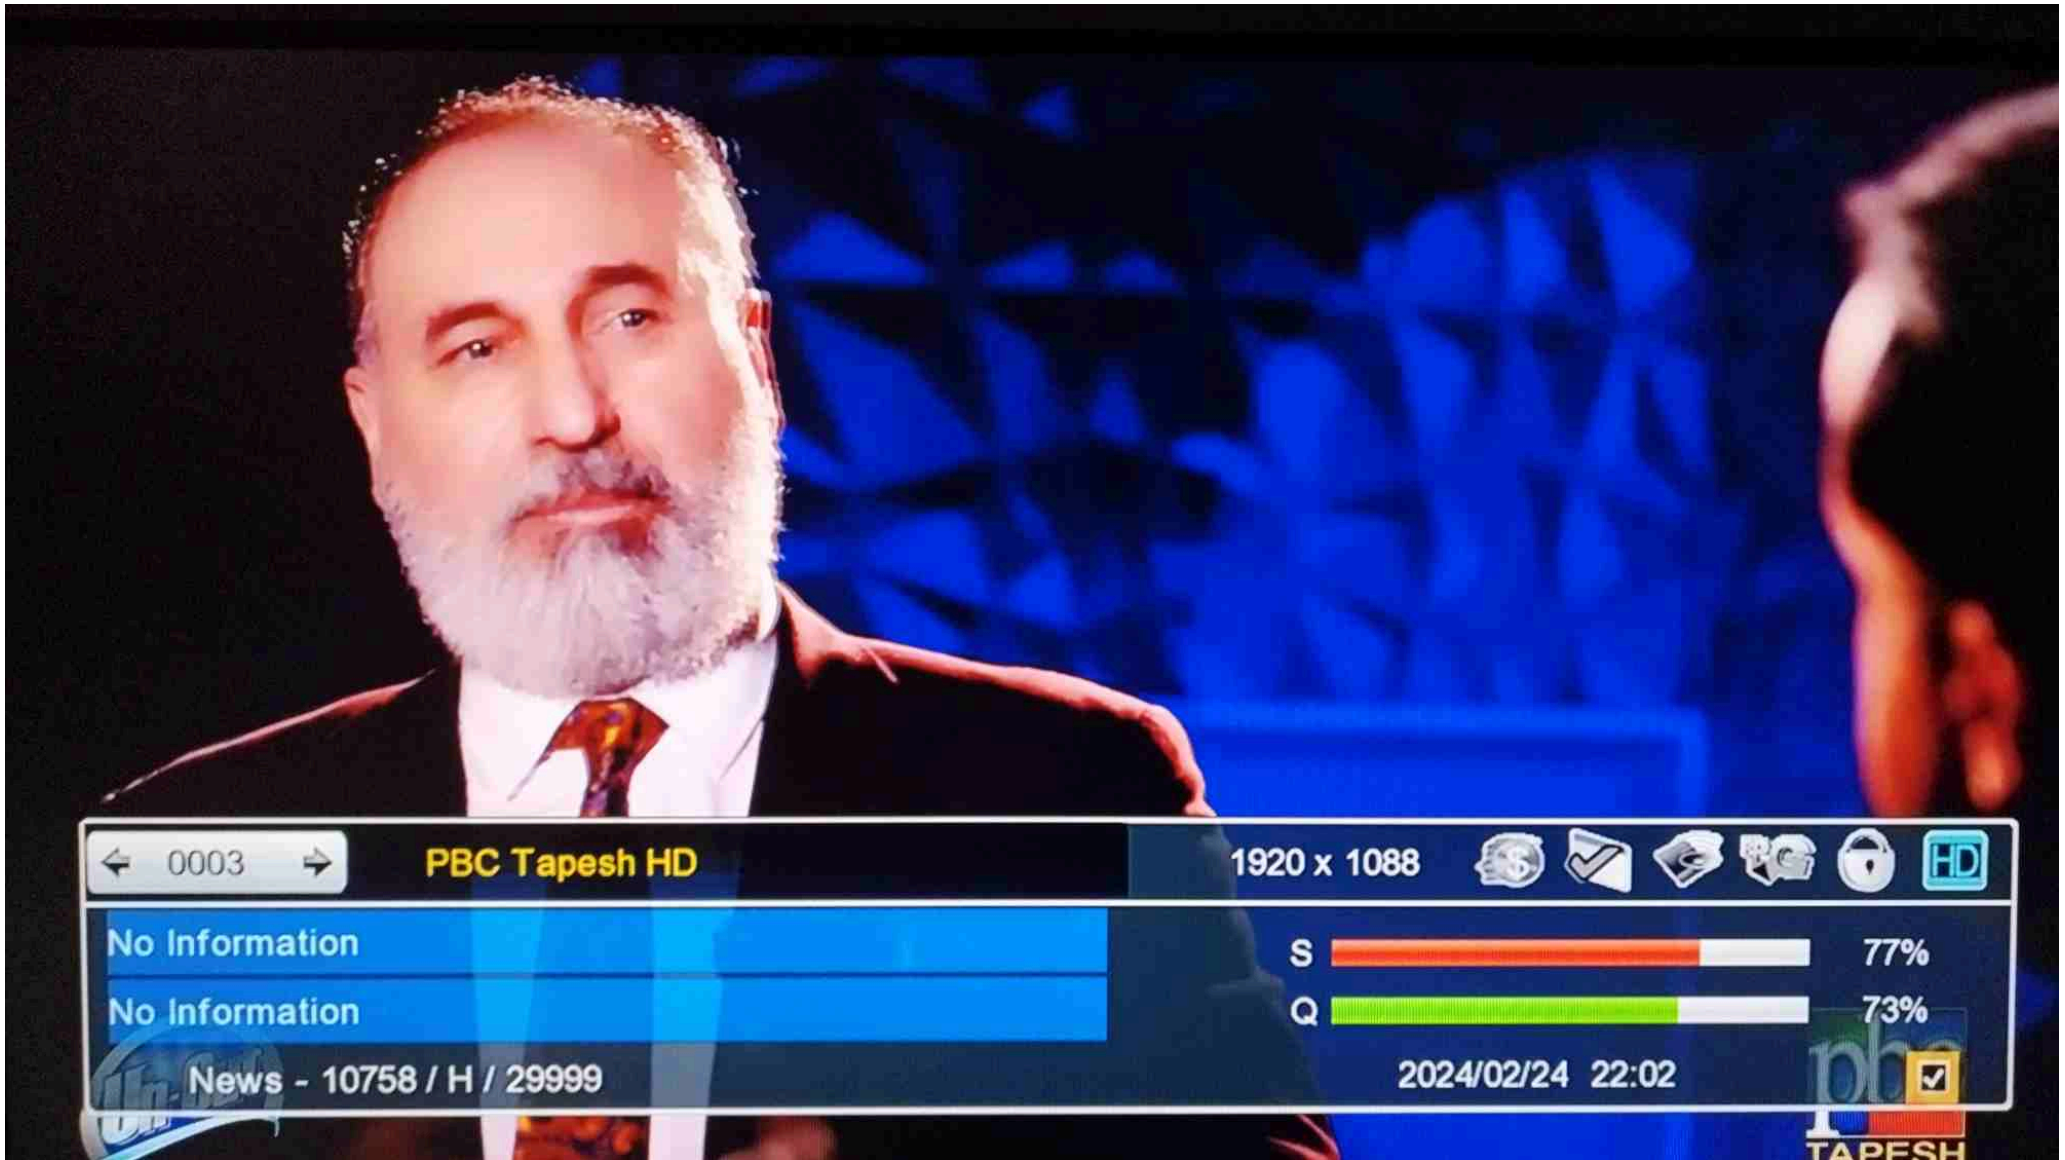 0003 PBC Tapesh HD 1920 x 1088 HD
No Information
S 77%
No Information
Q 73%
News - 10758 / H / 29999
2024/02/24 22:02
pbc
TAPESH